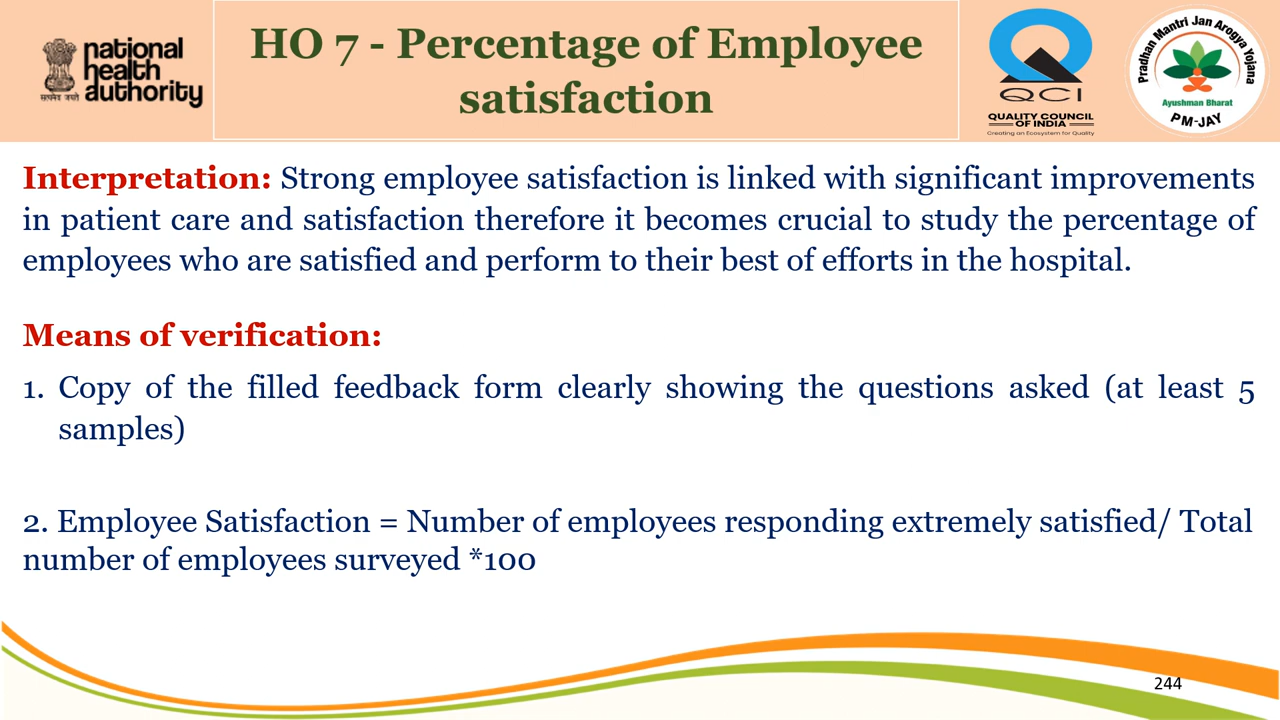 national
health
authority
सत्यमेव जयते
HO 7 - Percentage of Employee
satisfaction
QCI
QUALITY COUNCIL
OF INDIA
Creating an Ecosystem for Quality
Pradhan Mantri Jan Arogya Yojana
Ayushman Bharat
PM-JAY
Interpretation: Strong employee satisfaction is linked with significant improvements
in patient care and satisfaction therefore it becomes crucial to study the percentage of
employees who are satisfied and perform to their best of efforts in the hospital.
Means of verification:
1. Copy of the filled feedback form clearly showing the questions asked (at least 5
samples)
2. Employee Satisfaction = Number of employees responding extremely satisfied/ Total
number of employees surveyed *100
244